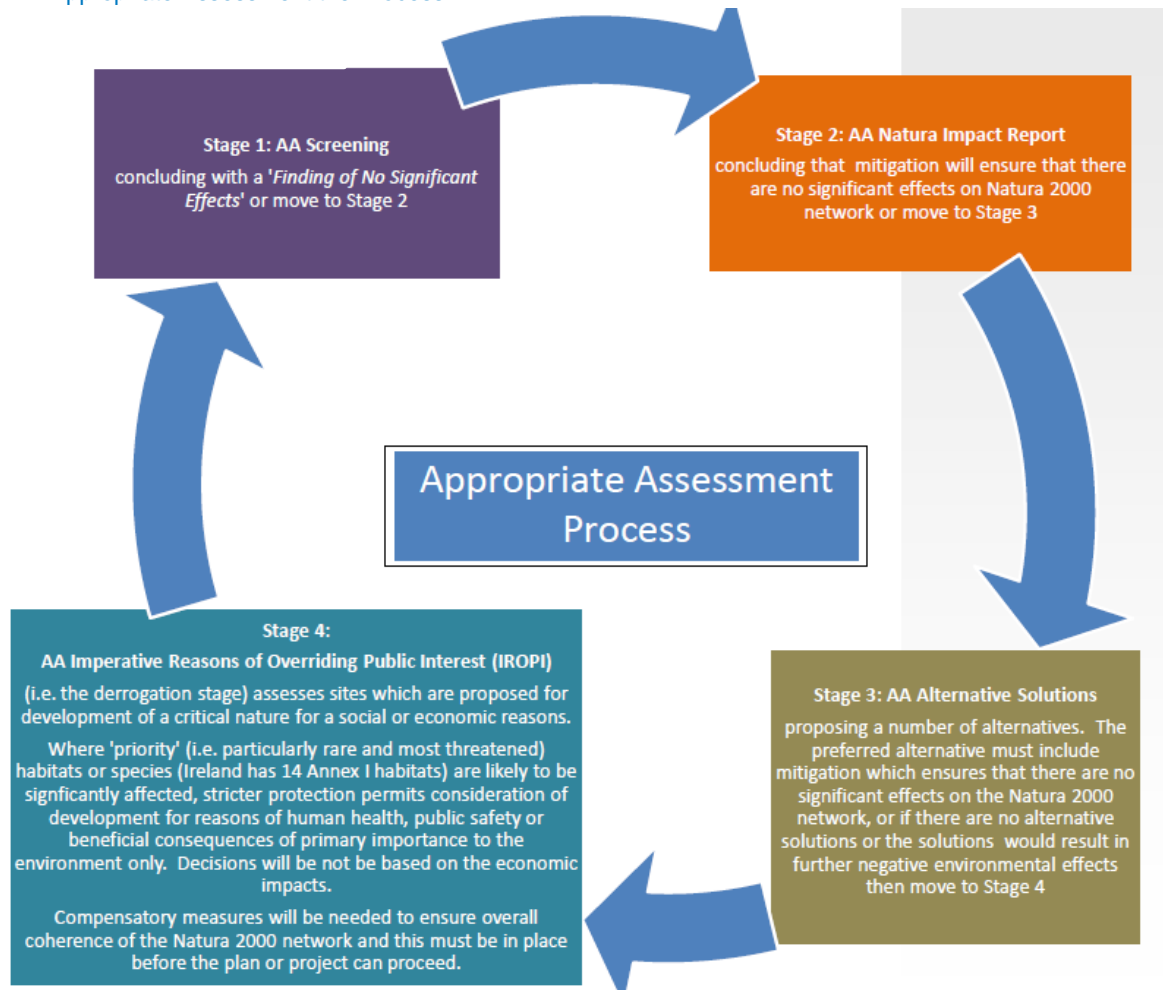 Stage 1: AA Screening
concluding with a 'Finding of No Significant
Effects' or move to Stage 2
Stage 2: AA Natura Impact Report
concluding that mitigation will ensure that there
are no significant effects on Natura 2000
network or move to Stage 3
Appropriate Assessment
Process
Stage 3: AA Alternative Solutions
proposing a number of alternatives. The
preferred alternative must include
mitigation which ensures that there are no
significant effects on the Natura 2000
network, or if there are no alternative
solutions or the solutions would result in
further negative environmental effects
then move to Stage 4
Stage 4:
AA Imperative Reasons of Overriding Public Interest (IROPI)
(i.e. the derrogation stage) assesses sites which are proposed for
development of a critical nature for a social or economic reasons.
Where 'priority' (i.e. particularly rare and most threatened)
habitats or species (Ireland has 14 Annex I habitats) are likely to be
signficantly affected, stricter protection permits consideration of
development for reasons of human health, public safety or
beneficial consequences of primary importance to the
environment only. Decisions will be not be based on the economic
impacts.
Compensatory measures will be needed to ensure overall
coherence of the Natura 2000 network and this must be in place
before the plan or project can proceed.